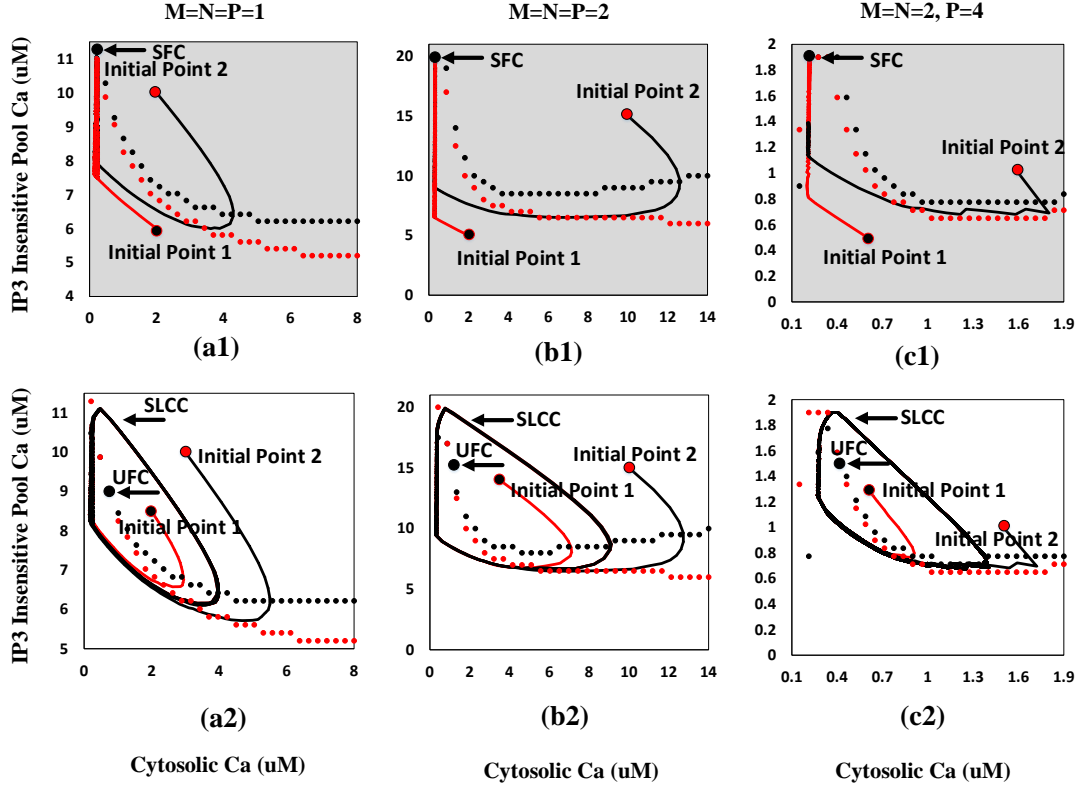 M=N=P=1
M=N=P=2
M=N=2, P=4
IP3 Insensitive Pool Ca (uM)
11
10
9
8
7
6
5
4
0
2
4
6
8
SFC
Initial Point 2
Initial Point 1
(a1)
20
15
10
5
0
0
2
4
6
8
10
12
14
SFC
Initial Point 2
Initial Point 1
(b1)
2
1.8
1.6
1.4
1.2
1
0.8
0.6
0.4
0.2
0
0.1
0.4
0.7
1
1.3
1.6
1.9
SFC
Initial Point 2
Initial Point 1
(c1)
IP3 Insensitive Pool Ca (uM)
11
10
9
8
7
6
5
0
2
4
6
8
SLCC
Initial Point 2
UFC
Initial Point 1
(a2)
20
15
10
5
0
0
2
4
6
8
10
12
14
SLCC
UFC
Initial Point 2
Initial Point 1
(b2)
2
1.8
1.6
1.4
1.2
1
0.8
0.6
0.4
0.2
0
0.1
0.4
0.7
1
1.3
1.6
1.9
SLCC
UFC
Initial Point 1
Initial Point 2
(c2)
Cytosolic Ca (uM)
Cytosolic Ca (uM)
Cytosolic Ca (uM)